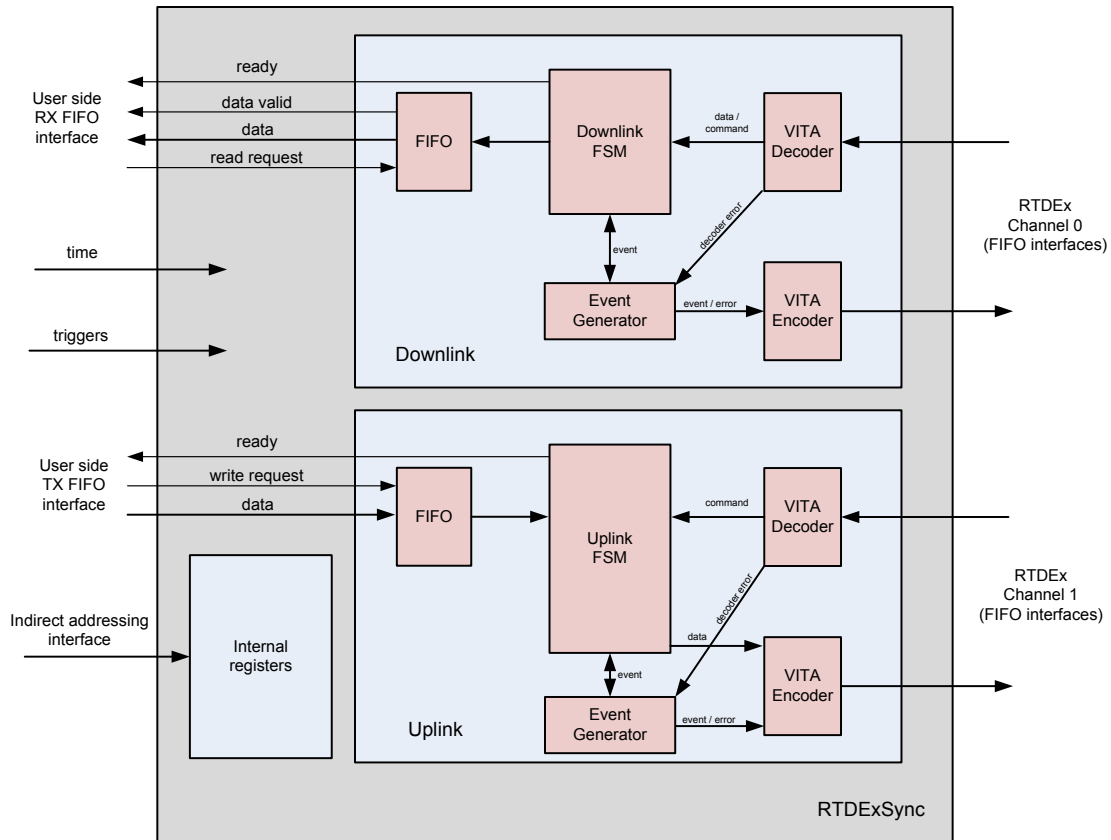 ready
User side
RX FIFO
interface
data valid
data
read request
FIFO
Downlink
FSM
data /
command
VITA
Decoder
RTDEx
Channel 0
(FIFO interfaces)
decoder error
event
time
Event
Generator
event / error
VITA
Encoder
triggers
Downlink
ready
User side
TX FIFO
interface
write request
data
FIFO
Uplink
FSM
command
VITA
Decoder
RTDEx
Channel 1
(FIFO interfaces)
decoder error
Indirect addressing
interface
Internal
registers
data
event
VITA
Encoder
Event
Generator
event / error
Uplink
RTDExSync